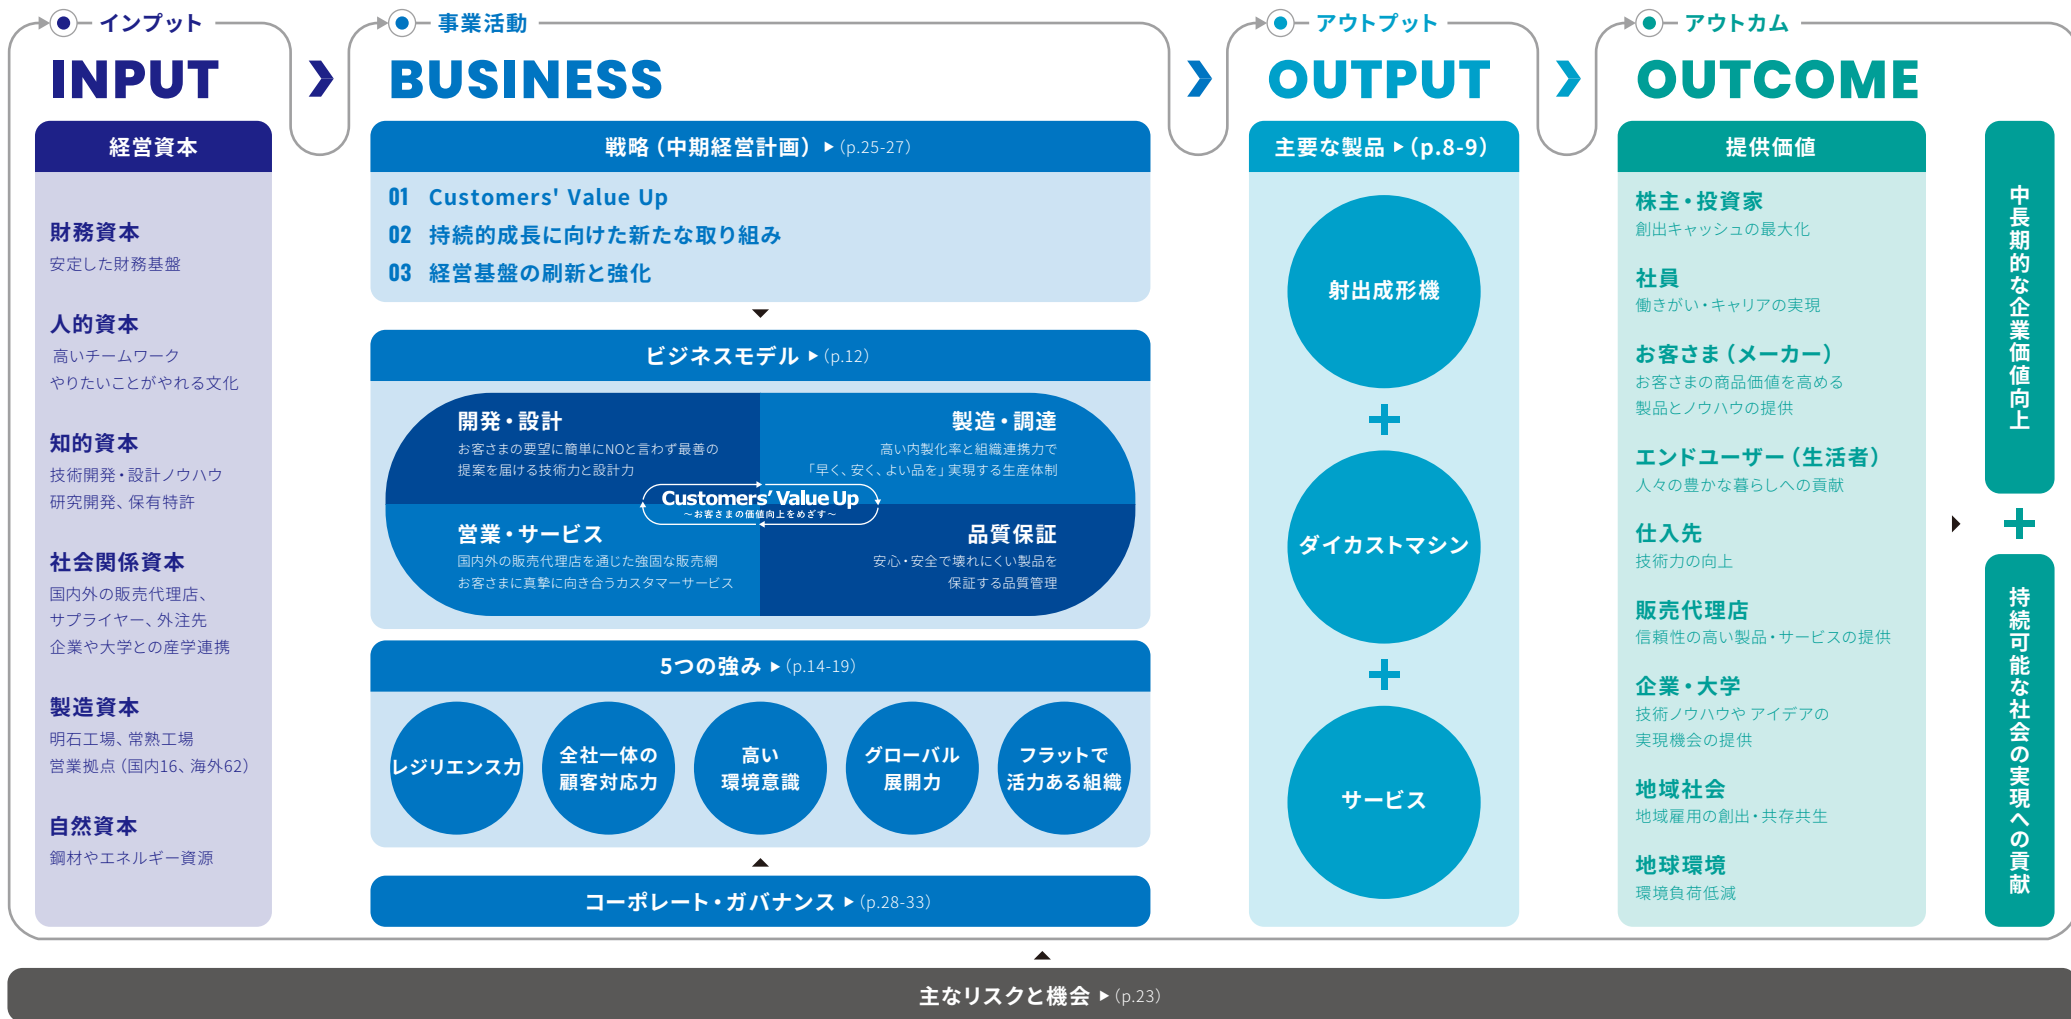 インプット
INPUT
経営資本
財務資本
安定した財務基盤
人的資本
高いチームワーク
やりたいことがやれる文化
知的資本
技術開発・設計ノウハウ
研究開発、保有特許
社会関係資本
国内外の販売代理店、
サプライヤー、外注先
企業や大学との産学連携
製造資本
明石工場、常熟工場
営業拠点（国内16、海外62）
自然資本
鋼材やエネルギー資源
事業活動
BUSINESS
戦略（中期経営計画）▶（p.25-27）
01 Customers' Value Up
02 持続的成長に向けた新たな取り組み
03 経営基盤の刷新と強化
ビジネスモデル ▶（p.12）
開発・設計
お客さまの要望に簡単にNOと言わず最善の
提案を届ける技術力と設計力
製造・調達
高い内製化率と組織連携力で
「早く、安く、よい品を」実現する生産体制
Customers’ Value Up
～お客さまの価値向上をめざす～
営業・サービス
国内外の販売代理店を通じた強固な販売網
お客さまに真摯に向き合うカスタマーサービス
品質保証
安心・安全で壊れにくい製品を
保証する品質管理
5つの強み ▶（p.14-19）
レジリエンス力
全社一体の
顧客対応力
高い
環境意識
グローバル
展開力
フラットで
活力ある組織
コーポレート・ガバナンス ▶（p.28-33）
アウトプット
OUTPUT
主要な製品 ▶（p.8-9）
射出成形機
+
ダイカストマシン
+
サービス
アウトカム
OUTCOME
提供価値
株主・投資家
創出キャッシュの最大化
社員
働きがい・キャリアの実現
お客さま（メーカー）
お客さまの商品価値を高める
製品とノウハウの提供
エンドユーザー（生活者）
人々の豊かな暮らしへの貢献
仕入先
技術力の向上
販売代理店
信頼性の高い製品・サービスの提供
企業・大学
技術ノウハウや アイデアの
実現機会の提供
地域社会
地域雇用の創出・共存共生
地球環境
環境負荷低減
中長期的な企業価値向上
+
持続可能な社会の実現への貢献
主なリスクと機会 ▶（p.23）